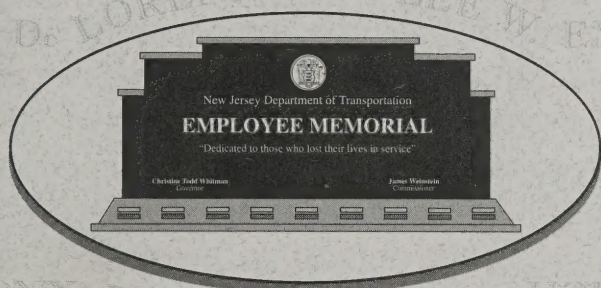 New Jersey Department of Transportation
EMPLOYEE MEMORIAL
"Dedicated to those who lost their lives in service"
Christine Todd Whitman
Governor
James Weinstein
Commissioner